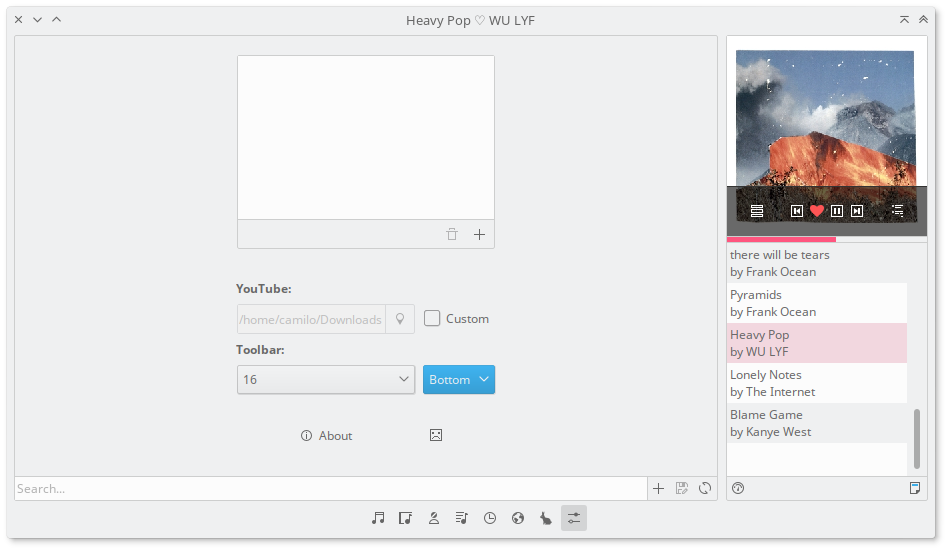 Heavy Pop ♡ WU LYF
YouTube:
/home/camilo/Downloads
Custom
Toolbar:
16
Bottom
About
Search...
there will be tears
by Frank Ocean
Pyramids
by Frank Ocean
Heavy Pop
by WU LYF
Lonely Notes
by The Internet
Blame Game
by Kanye West